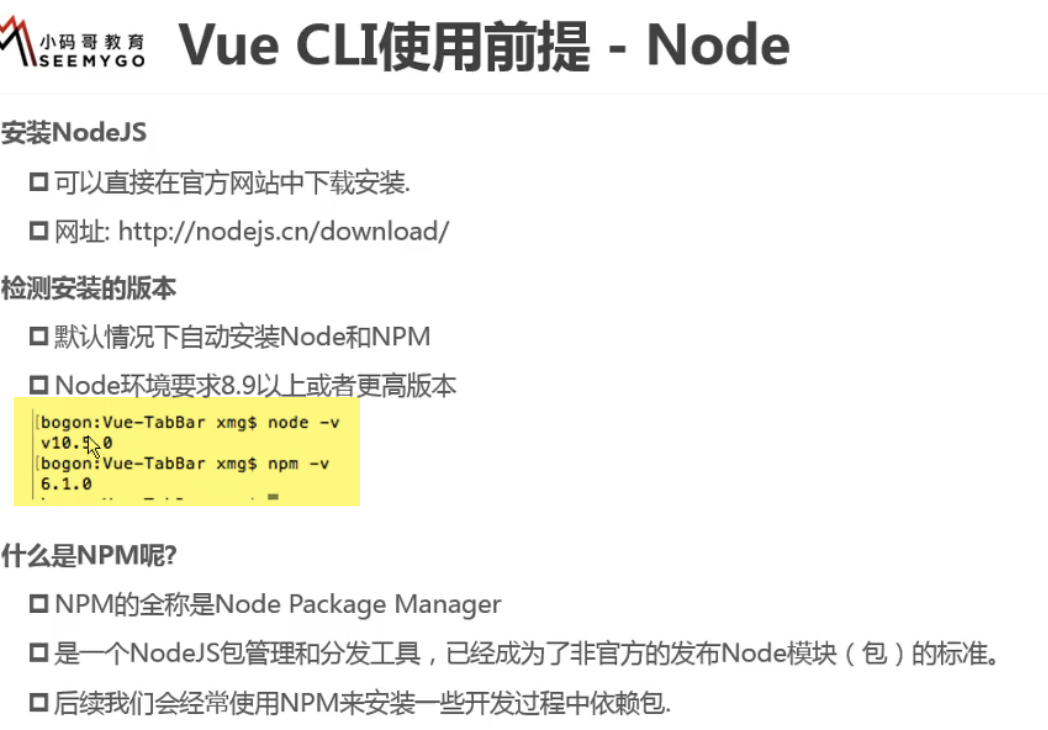 小码哥教育
SEEMYGO
Vue CLI使用前提 - Node
安装NodeJS
可以直接在官方网站中下载安装.
网址: http://nodejs.cn/download/
检测安装的版本
默认情况下自动安装Node和NPM
Node环境要求8.9以上或者更高版本
[bogon:Vue-TabBar xmg$ node -v
v10.5.0
[bogon:Vue-TabBar xmg$ npm -v
6.1.0
什么是NPM呢?
NPM的全称是Node Package Manager
是一个NodeJS包管理和分发工具，已经成为了非官方的发布Node模块（包）的标准。
后续我们会经常使用NPM来安装一些开发过程中依赖包.